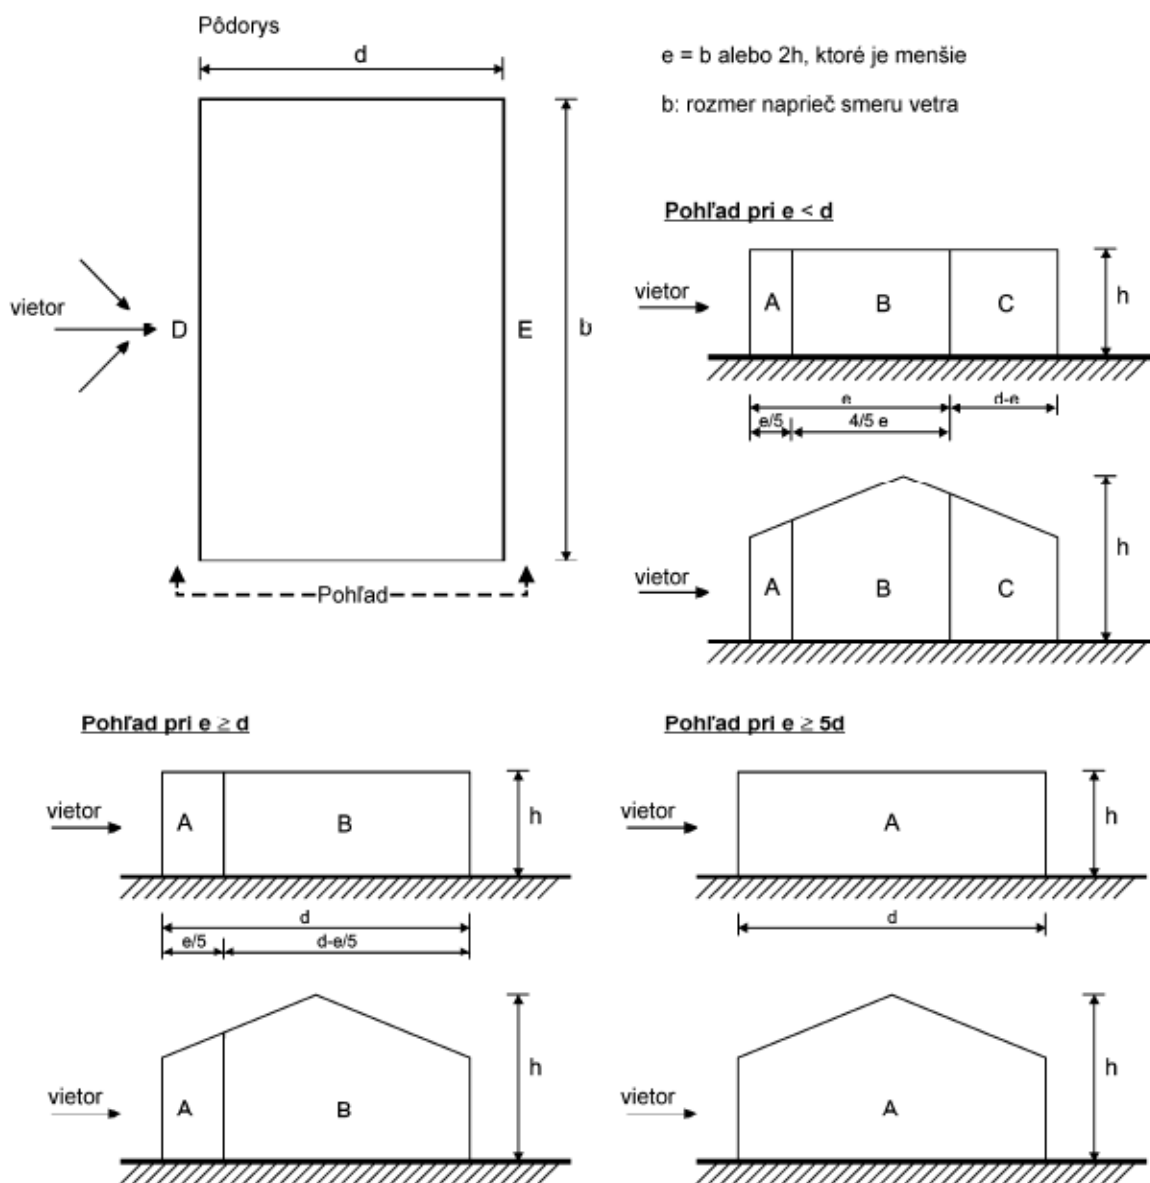 Pôdorys
d
e = b alebo 2h, ktoré je menšie
b: rozmer naprieč smeru vetra
vietor
D
E
b
Pohľad
Pohľad pri e < d
vietor
A
B
C
h
e
d-e
e/5
4/5 e
vietor
A
B
C
h
Pohľad pri e ≥ d
vietor
A
B
h
d
e/5
d-e/5
vietor
A
B
h
Pohľad pri e ≥ 5d
vietor
A
h
d
vietor
A
h